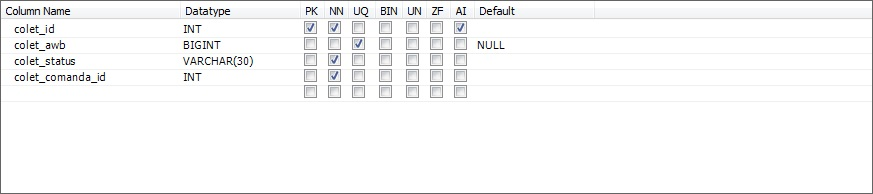 Column Name Datatype PK NN UQ BIN UN ZF AI Default
colet_id INT
colet_awb BIGINT NULL
colet_status VARCHAR(30)
colet_comanda_id INT